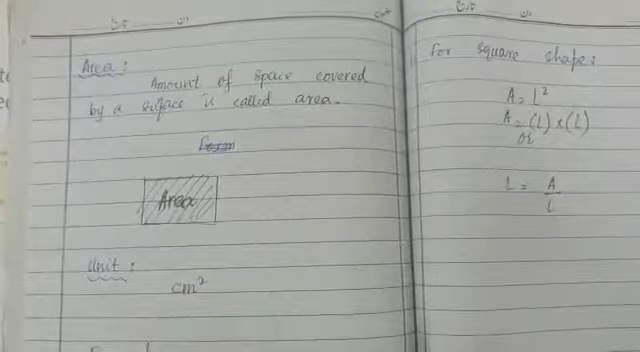 Area:
Amount of space covered
by a surface is called area.
Area
Unit:
cm²
For square shape:
A = l²
A = (L) × (L)
or
L = A/L